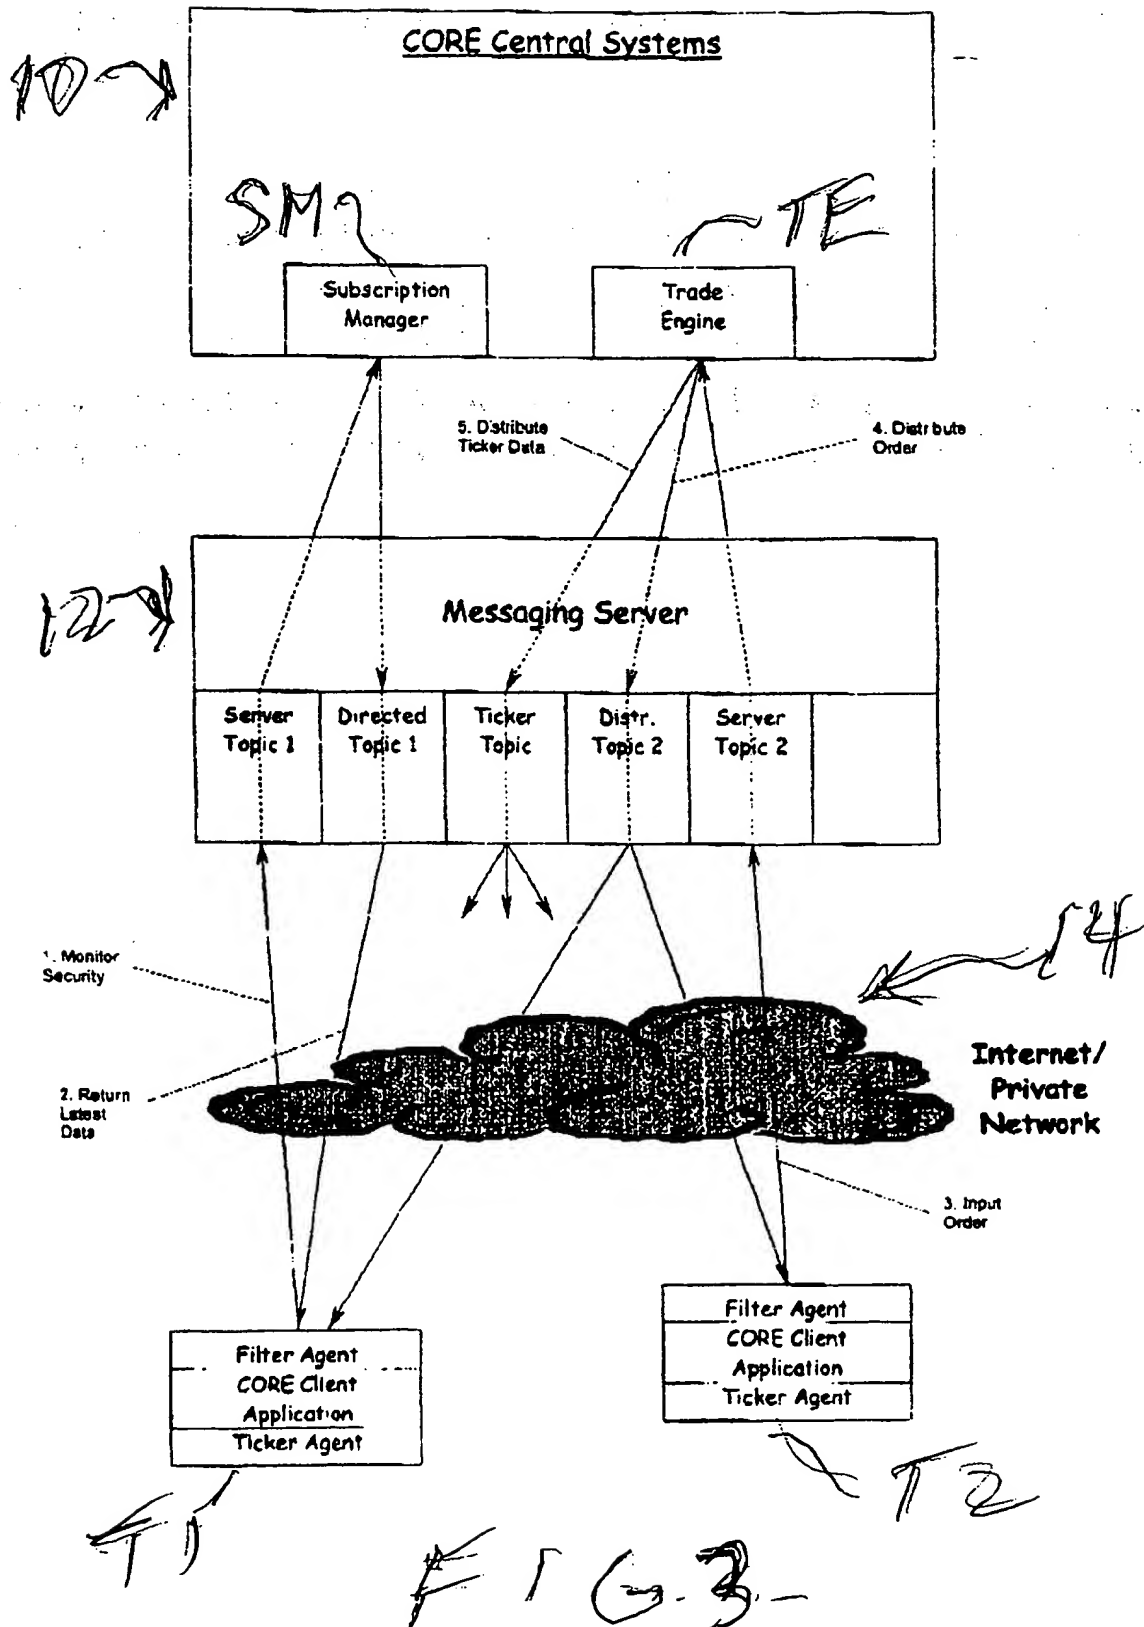 CORE Central Systems
10
SM
TE
Subscription
Manager
Trade
Engine
5. Distribute
Ticker Data
4. Distribute
Order
12
Messaging Server
Server
Topic 1
Directed
Topic 1
Ticker
Topic
Distr.
Topic 2
Server
Topic 2
14
1. Monitor
Security
Internet/
Private
Network
2. Return
Latest
Data
3. Input
Order
Filter Agent
CORE Client
Application
Ticker Agent
Filter Agent
CORE Client
Application
Ticker Agent
T1
T2
FIG. 3